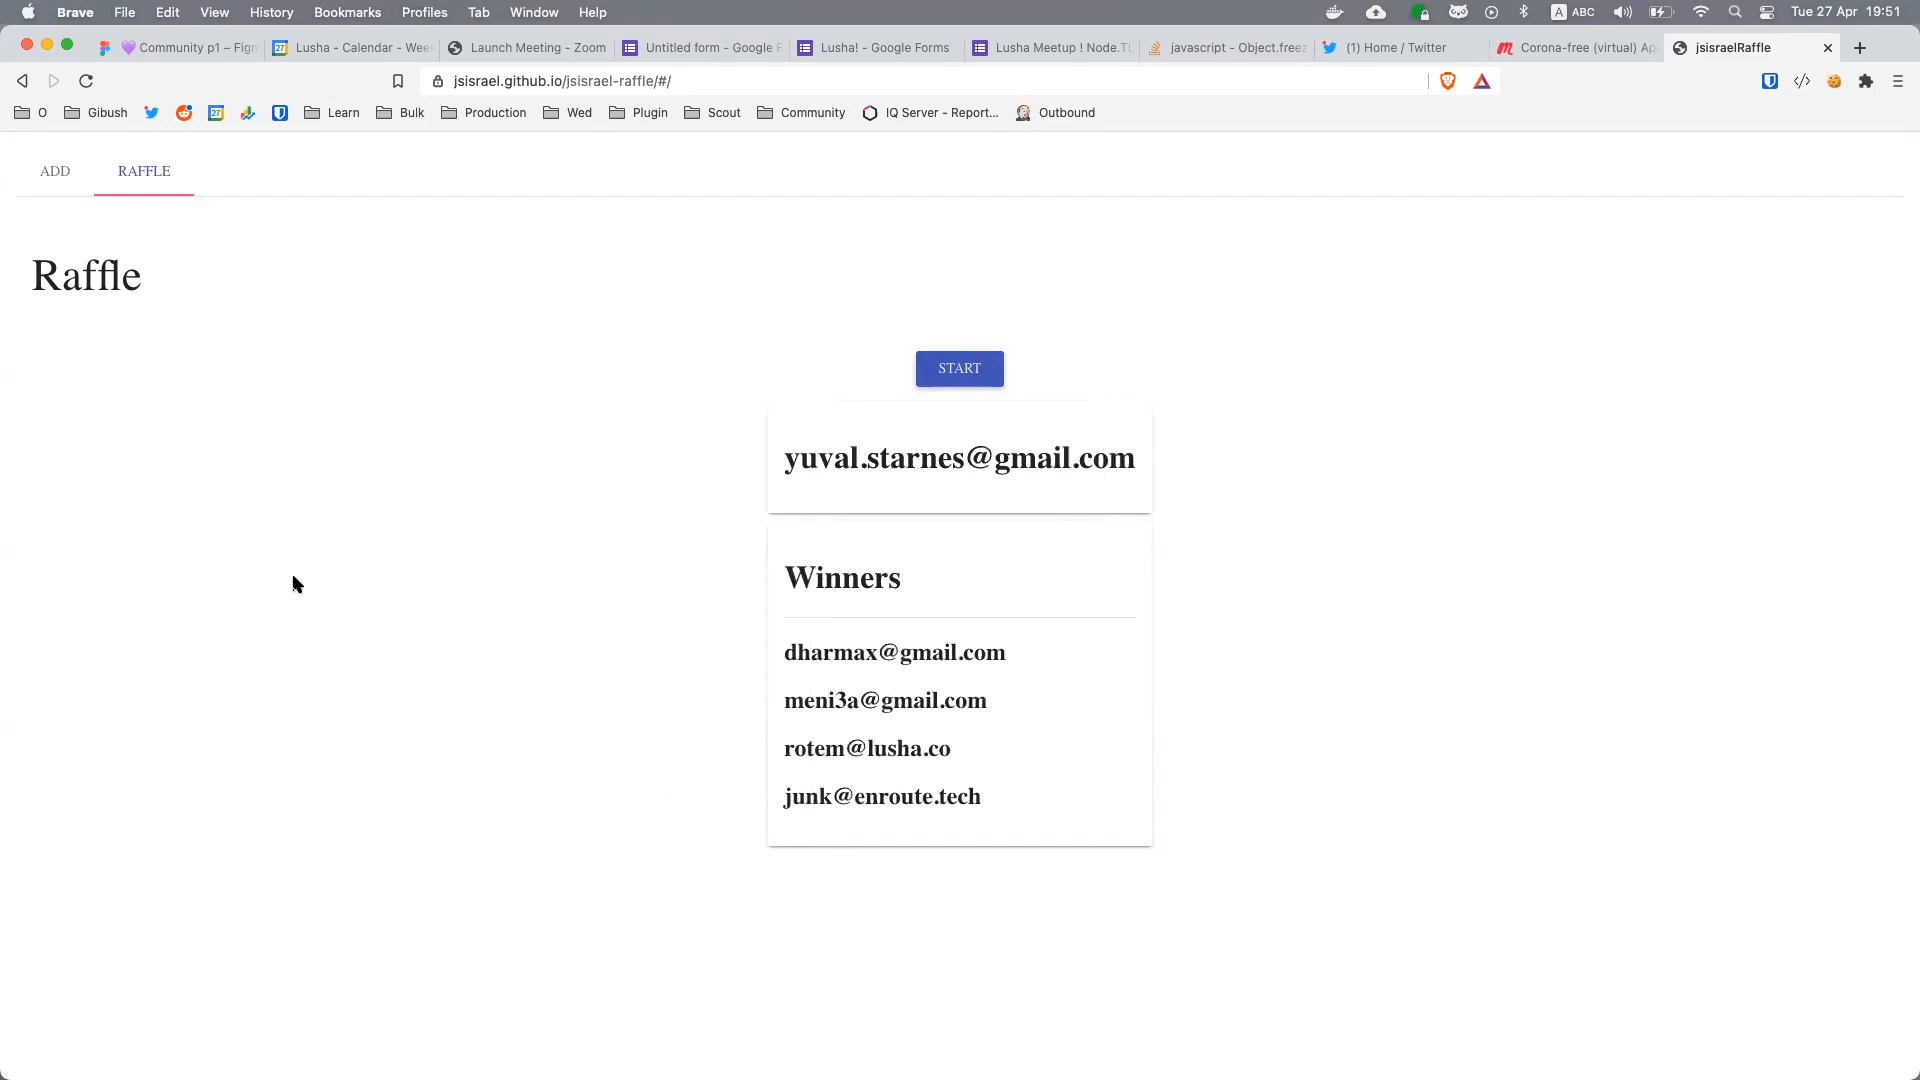 Brave File Edit View History Bookmarks Profiles Tab Window Help A ABC Tue 27 Apr 19:51
Community p1 – Figm Lusha - Calendar - Week Launch Meeting - Zoom Untitled form - Google F Lusha! - Google Forms Lusha Meetup ! Node.TL javascript - Object.freez (1) Home / Twitter Corona-free (virtual) Ap jsisraelRaffle
jsisrael.github.io/jsisrael-raffle/#/
O Gibush 27 Learn Bulk Production Wed Plugin Scout Community IQ Server - Report... Outbound
ADD RAFFLE
Raffle
START
yuval.starnes@gmail.com
Winners
dharmax@gmail.com
meni3a@gmail.com
rotem@lusha.co
junk@enroute.tech